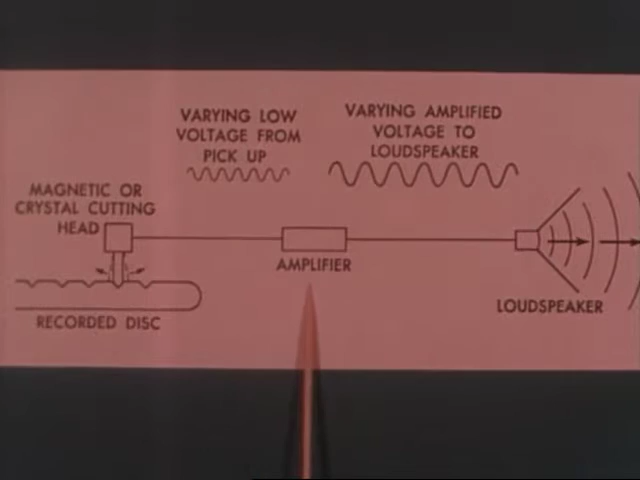 VARYING LOW
VOLTAGE FROM
PICK UP
VARYING AMPLIFIED
VOLTAGE TO
LOUDSPEAKER
MAGNETIC OR
CRYSTAL CUTTING
HEAD
AMPLIFIER
LOUDSPEAKER
RECORDED DISC